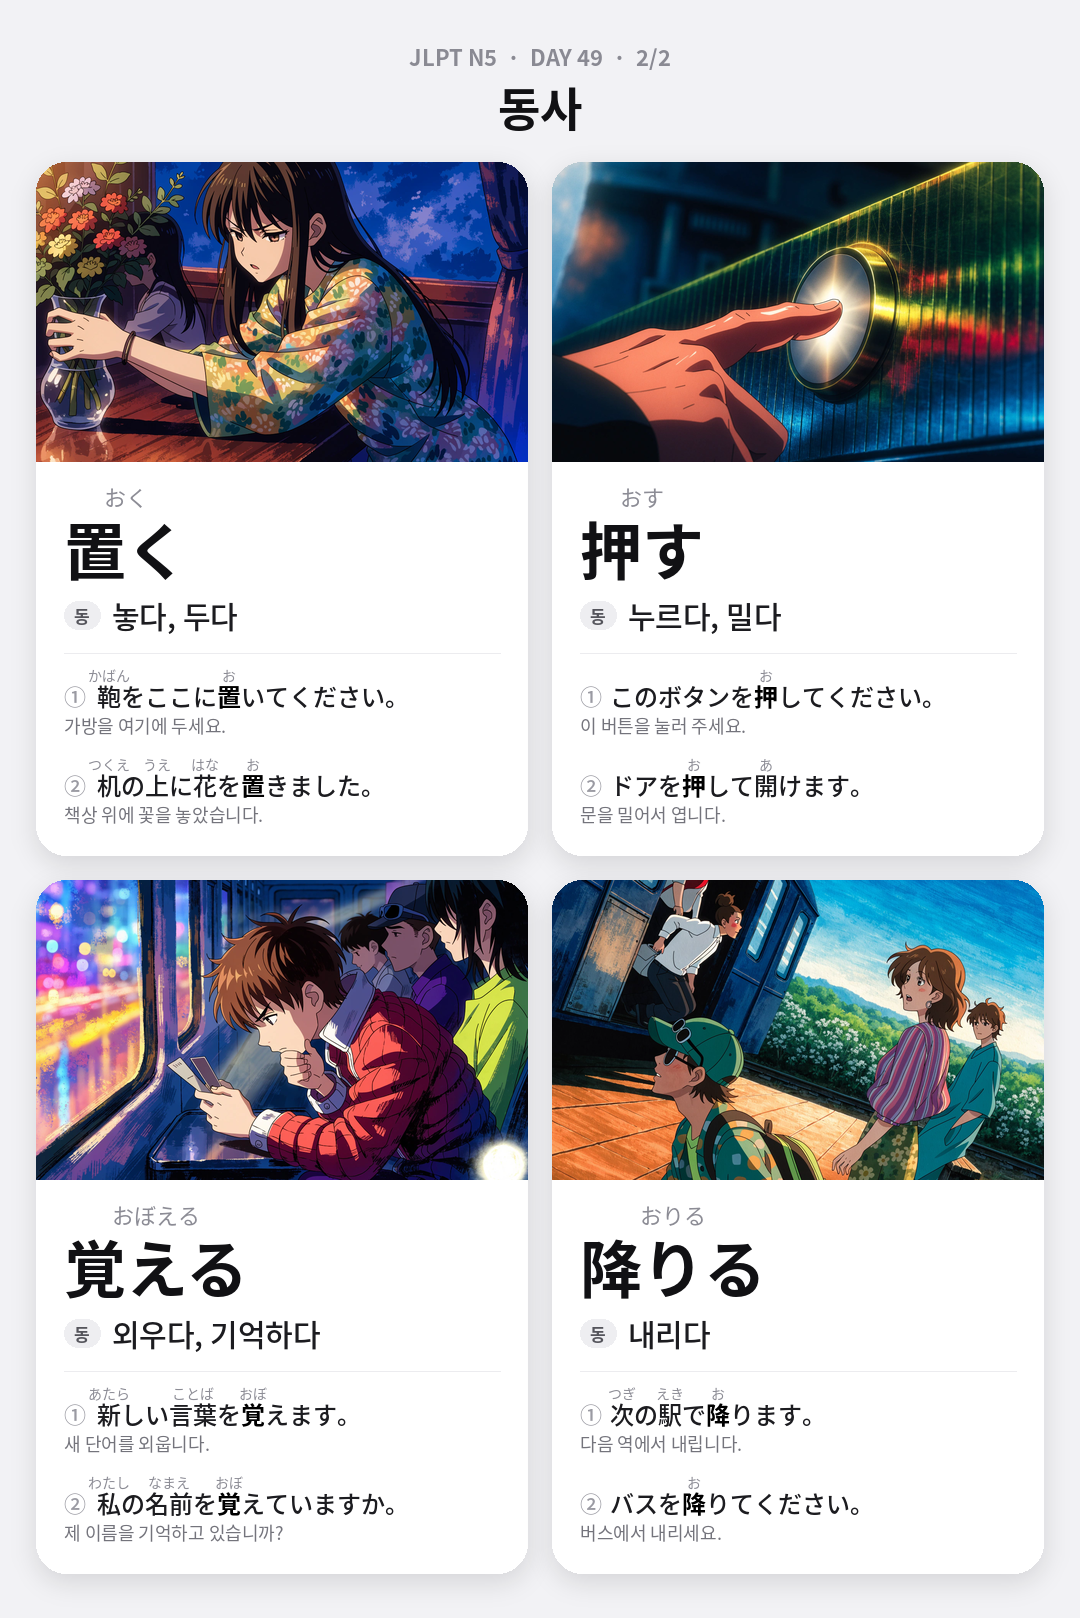 JLPT N5 · DAY 49 · 2/2
동사
おく
置く
동 놓다, 두다
かばん お
① 鞄をここに置いてください。
가방을 여기에 두세요.
つくえ うえ はな お
② 机の上に花を置きました。
책상 위에 꽃을 놓았습니다.
おす
押す
동 누르다, 밀다
お
① このボタンを押してください。
이 버튼을 눌러 주세요.
お あ
② ドアを押して開けます。
문을 밀어서 엽니다.
おぼえる
覚える
동 외우다, 기억하다
あたら ことば おぼ
① 新しい言葉を覚えます。
새 단어를 외웁니다.
わたし なまえ おぼ
② 私の名前を覚えていますか。
제 이름을 기억하고 있습니까?
おりる
降りる
동 내리다
つぎ えき お
① 次の駅で降ります。
다음 역에서 내립니다.
お
② バスを降りてください。
버스에서 내리세요.